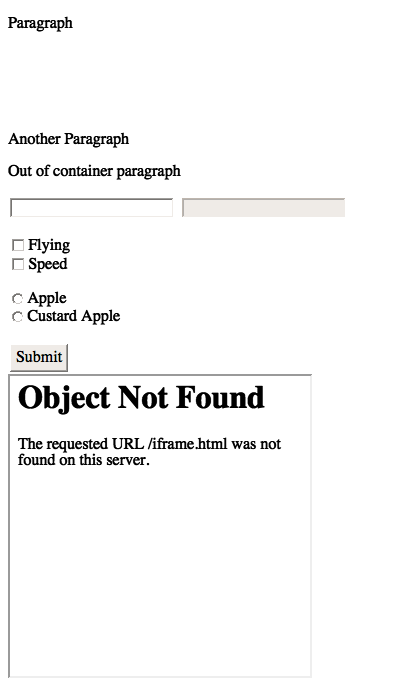 Paragraph
Another Paragraph
Out of container paragraph
Flying
Speed
Apple
Custard Apple
Submit
Object Not Found
The requested URL /iframe.html was not
found on this server.